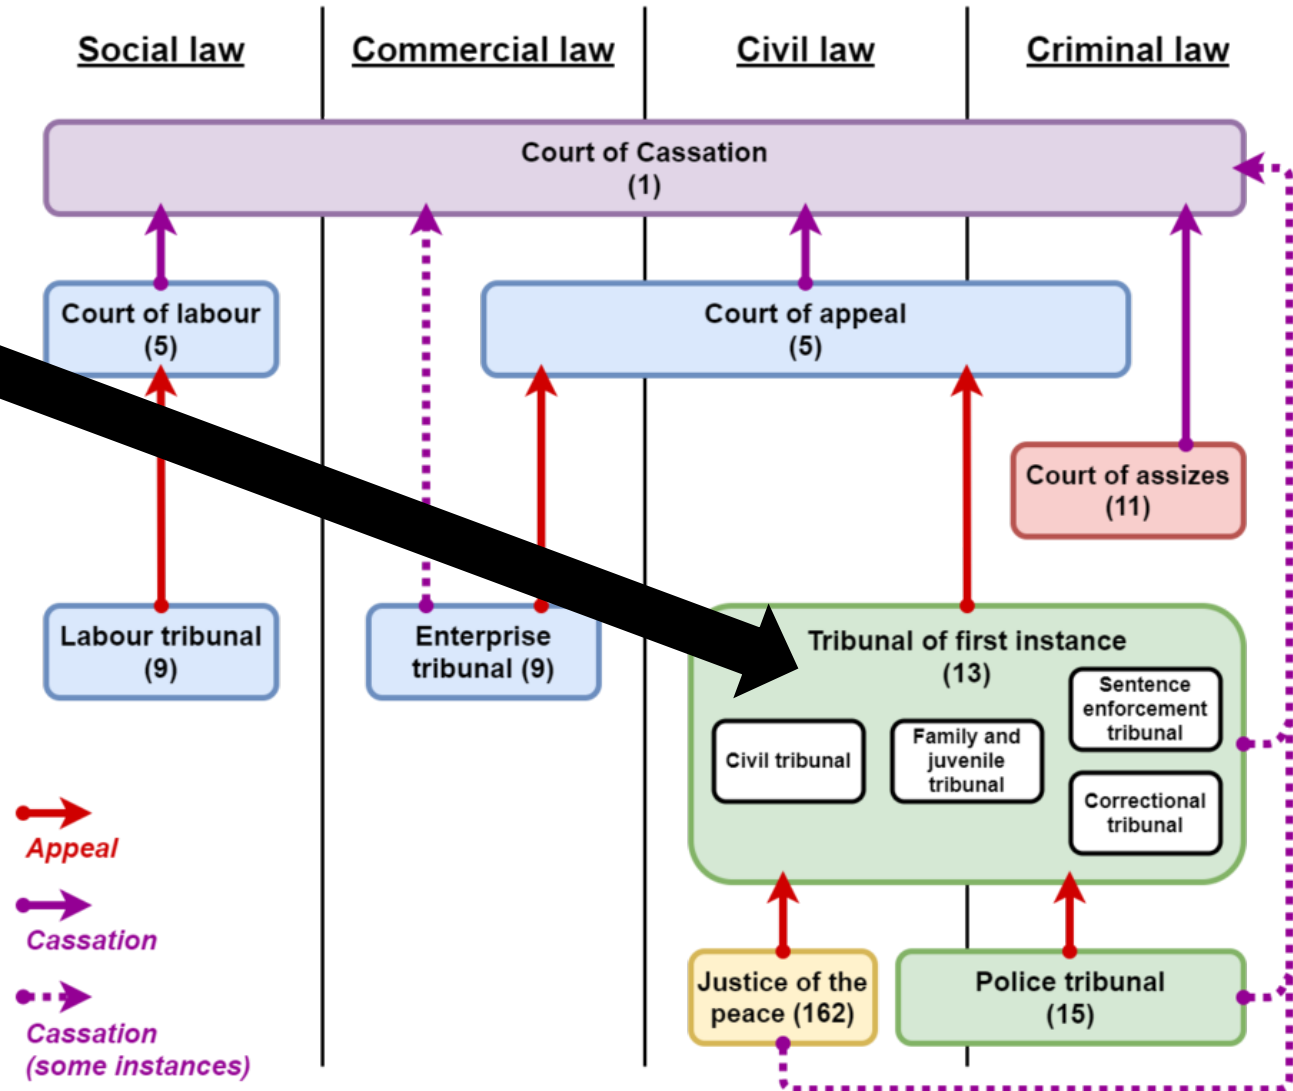 Social law
Commercial law
Civil law
Criminal law
Court of Cassation
(1)
Court of labour
(5)
Court of appeal
(5)
Court of assizes
(11)
Labour tribunal
(9)
Enterprise
tribunal (9)
Tribunal of first instance
(13)
Civil tribunal
Family and
juvenile
tribunal
Sentence
enforcement
tribunal
Correctional
tribunal
Justice of the
peace (162)
Police tribunal
(15)
Appeal
Cassation
Cassation
(some instances)